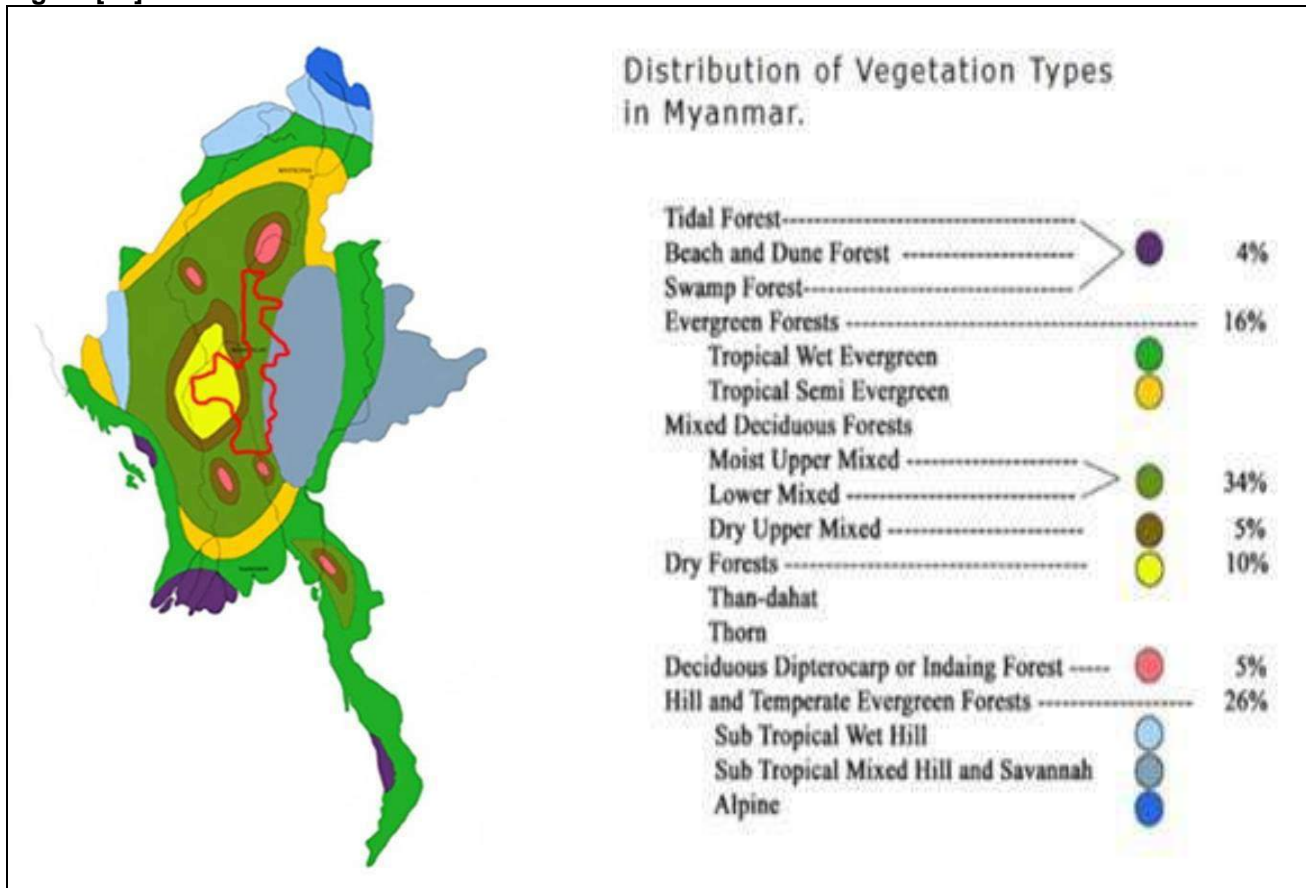 Distribution of Vegetation Types
in Myanmar.
Tidal Forest
Beach and Dune Forest 4%
Swamp Forest
Evergreen Forests 16%
Tropical Wet Evergreen
Tropical Semi Evergreen
Mixed Deciduous Forests
Moist Upper Mixed
Lower Mixed 34%
Dry Upper Mixed 5%
Dry Forests 10%
Than-dahat
Thorn
Deciduous Dipterocarp or Indaing Forest 5%
Hill and Temperate Evergreen Forests 26%
Sub Tropical Wet Hill
Sub Tropical Mixed Hill and Savannah
Alpine